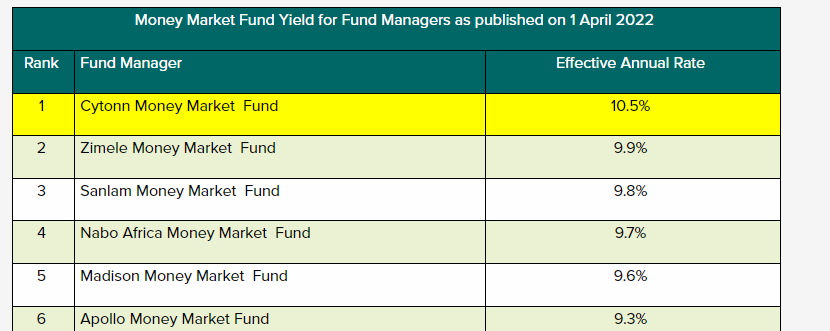 Money Market Fund Yield for Fund Managers as published on 1 April 2022
Rank Fund Manager Effective Annual Rate
1 Cytonn Money Market Fund 10.5%
2 Zimele Money Market Fund 9.9%
3 Sanlam Money Market Fund 9.8%
4 Nabo Africa Money Market Fund 9.7%
5 Madison Money Market Fund 9.6%
6 Apollo Money Market Fund 9.3%